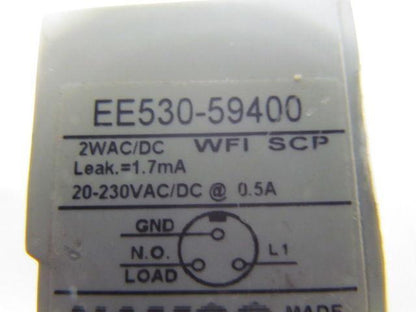 EE530-59400
2WAC/DC WFI SCP
Leak.=1.7mA
20-230VAC/DC @ 0.5A
GND
N.O. L1
LOAD
MADE